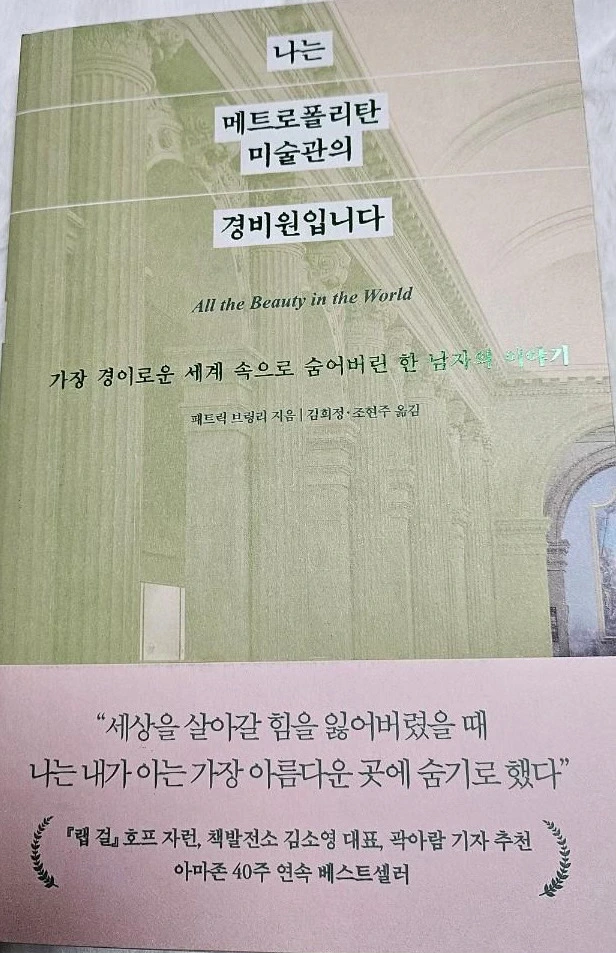 나는
메트로폴리탄
미술관의
경비원입니다
All the Beauty in the World
가장 경이로운 세계 속으로 숨어버린 한 남자의 이야기
패트릭 브링리 지음 | 김희정·조현주 옮김
“세상을 살아갈 힘을 잃어버렸을 때
나는 내가 아는 가장 아름다운 곳에 숨기로 했다”
『랩 걸』 호프 자런, 책발전소 김소영 대표, 곽아람 기자 추천
아마존 40주 연속 베스트셀러